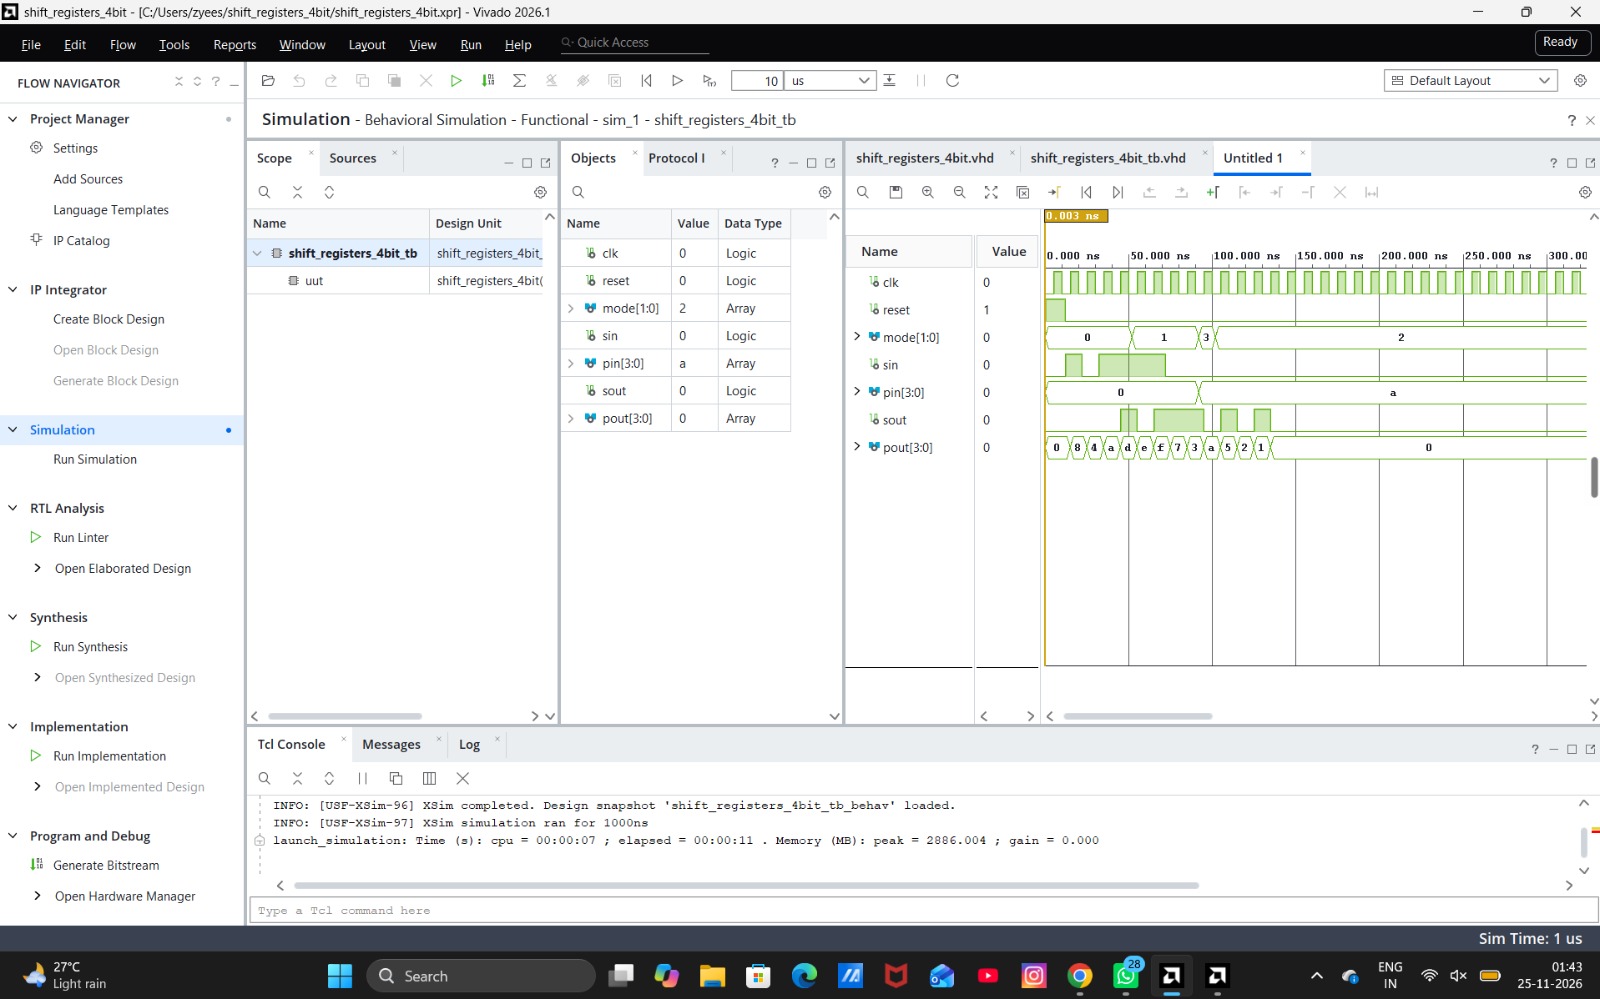 shift_registers_4bit - [C:/Users/zyees/shift_registers_4bit/shift_registers_4bit.xpr] - Vivado 2026.1
File Edit Flow Tools Reports Window Layout View Run Help Quick Access Ready
FLOW NAVIGATOR
Project Manager
Settings
Add Sources
Language Templates
IP Catalog
IP Integrator
Create Block Design
Open Block Design
Generate Block Design
Simulation
Run Simulation
RTL Analysis
Run Linter
Open Elaborated Design
Synthesis
Run Synthesis
Open Synthesized Design
Implementation
Run Implementation
Open Implemented Design
Program and Debug
Generate Bitstream
Open Hardware Manager
10 us Default Layout
Simulation - Behavioral Simulation - Functional - sim_1 - shift_registers_4bit_tb
Scope Sources
Name Design Unit
shift_registers_4bit_tb shift_registers_4bit_
uut shift_registers_4bit(
Objects Protocol I
Name Value Data Type
clk 0 Logic
reset 0 Logic
mode[1:0] 2 Array
sin 0 Logic
pin[3:0] a Array
sout 0 Logic
pout[3:0] 0 Array
shift_registers_4bit.vhd shift_registers_4bit_tb.vhd Untitled 1
0.003 ns
Name Value 0.000 ns 50.000 ns 100.000 ns 150.000 ns 200.000 ns 250.000 ns 300.00
clk 0
reset 1
mode[1:0] 0 0 1 3 2
sin 0
pin[3:0] 0 0 a
sout 0
pout[3:0] 0 0 8 4 a d e f 7 3 a 5 2 1 0
Tcl Console Messages Log
INFO: [USF-XSim-96] XSim completed. Design snapshot 'shift_registers_4bit_tb_behav' loaded.
INFO: [USF-XSim-97] XSim simulation ran for 1000ns
launch_simulation: Time (s): cpu = 00:00:07 ; elapsed = 00:00:11 . Memory (MB): peak = 2886.004 ; gain = 0.000
Type a Tcl command here
Sim Time: 1 us
27°C
Light rain
Search
28
ENG
IN
01:43
25-11-2026